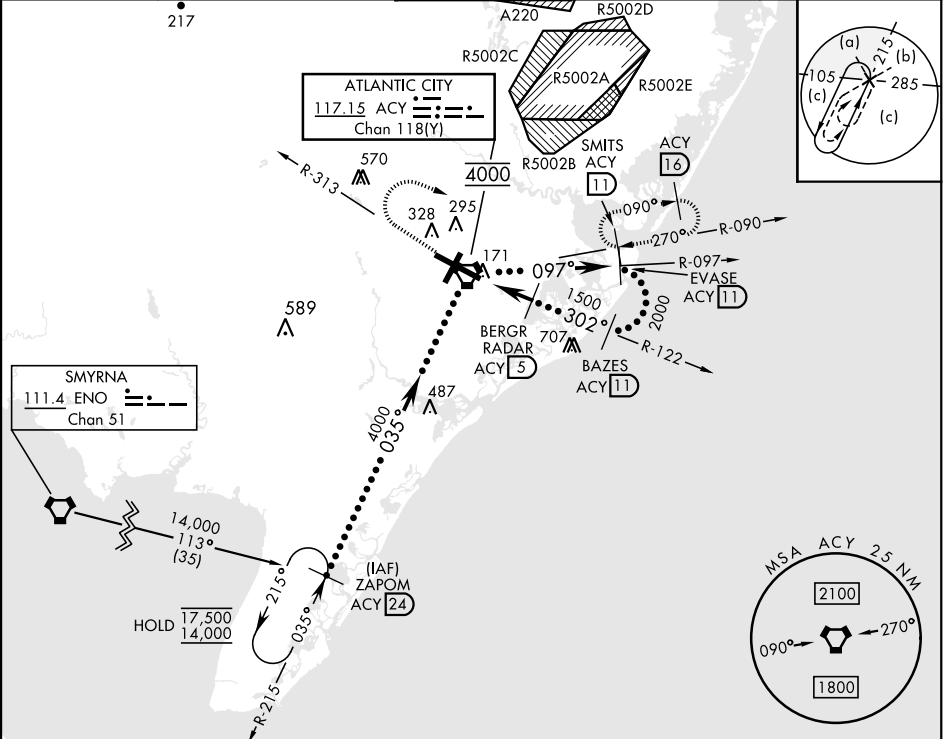 217
A220
R5002D
R5002C
R5002A
R5002E
R5002B
(a)
215
(b)
105
285
(c)
(c)
ATLANTIC CITY
117.15 ACY
Chan 118(Y)
4000
SMITS
ACY
11
ACY
16
R-313
570
295
328
090°
270°
R-090
171
097°
R-097
EVASE
ACY 11
1500
302°
2000
BERGR
RADAR
ACY 5
707
BAZES
ACY 11
R-122
589
487
SMYRNA
111.4 ENO
Chan 51
4000
035°
14,000
113°
(35)
(IAF)
ZAPOM
ACY 24
215°
035°
HOLD 17,500
14,000
R-215
MSA ACY 25 NM
2100
090°
270°
1800